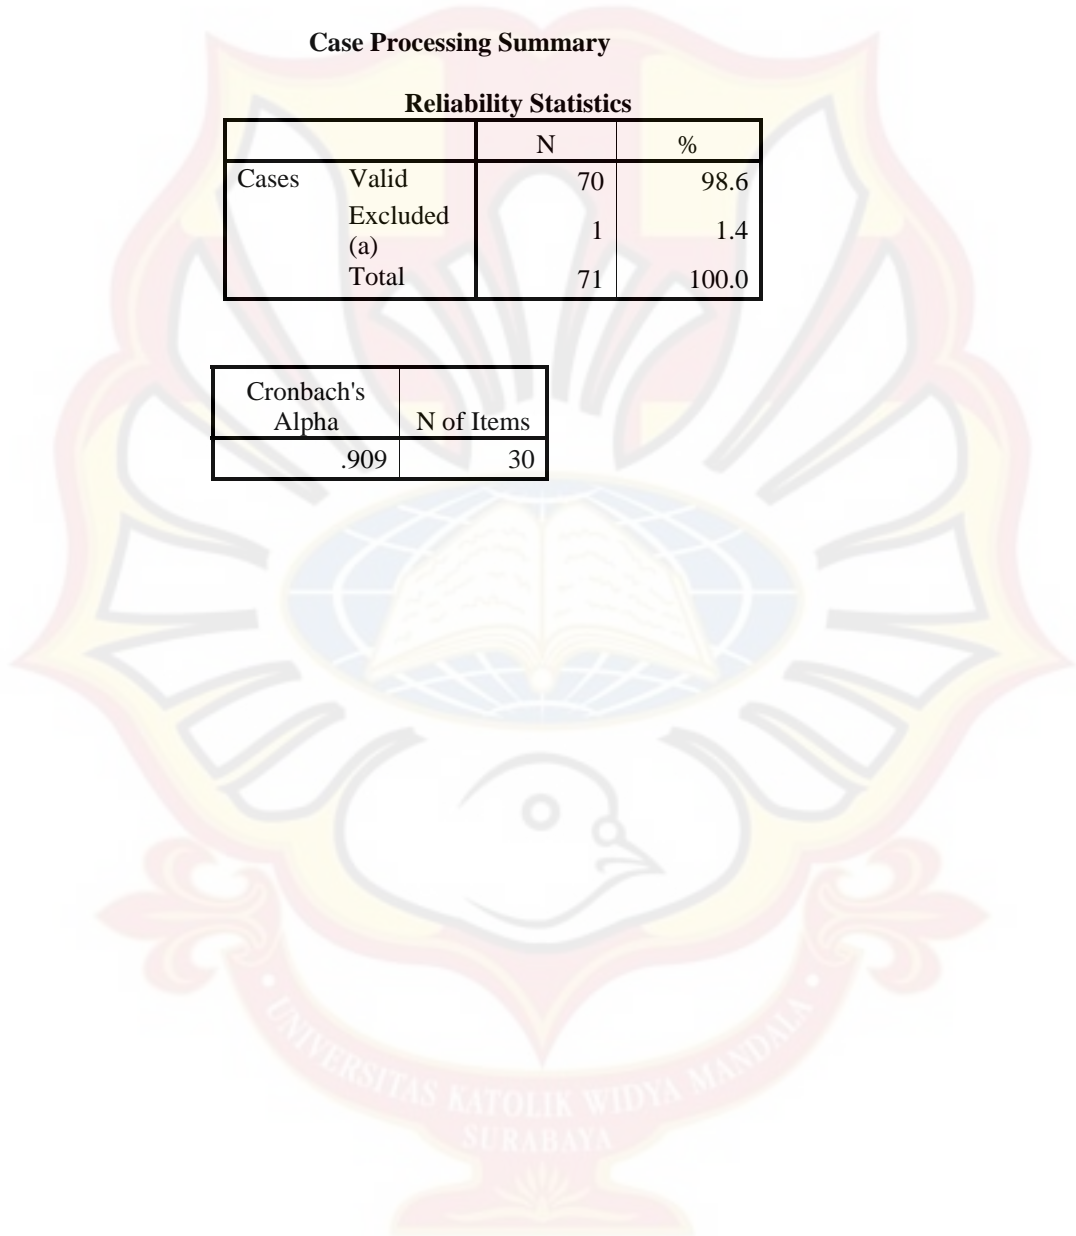 Case Processing Summary
Reliability Statistics
N %
Cases Valid 70 98.6
Excluded
(a) 1 1.4
Total 71 100.0
Cronbach's
Alpha N of Items
.909 30
• UNIVERSITAS KATOLIK WIDYA MANDALA •
SURABAYA